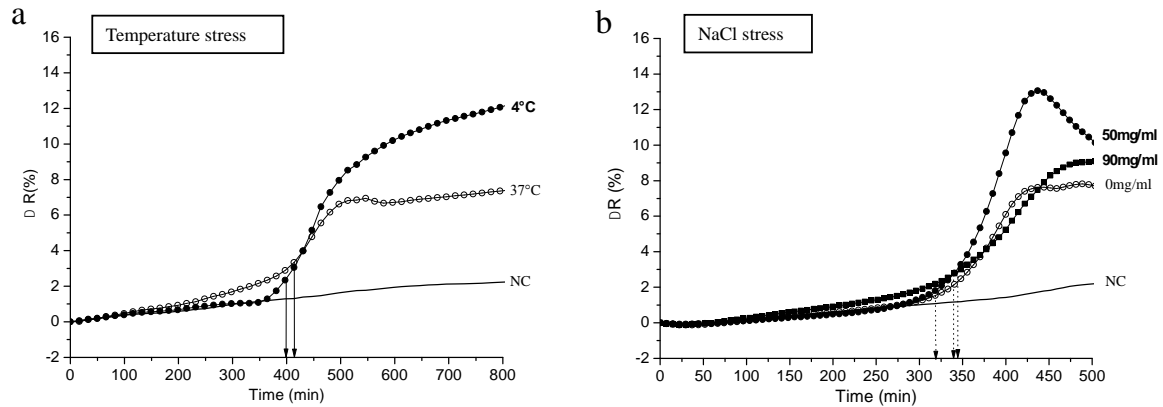 a
Temperature stress
16
14
12
10
8
6
4
2
0
-2
D R(%)
4°C
37°C
NC
0 100 200 300 400 500 600 700 800
Time (min)
b
NaCl stress
16
14
12
10
8
6
4
2
0
-2
D R (%)
50mg/ml
90mg/ml
0mg/ml
NC
0 50 100 150 200 250 300 350 400 450 500
Time (min)